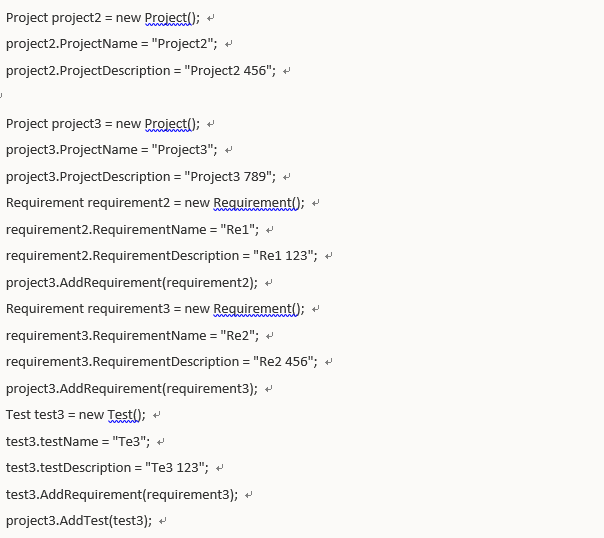 Project project2 = new Project();
project2.ProjectName = "Project2";
project2.ProjectDescription = "Project2 456";
Project project3 = new Project();
project3.ProjectName = "Project3";
project3.ProjectDescription = "Project3 789";
Requirement requirement2 = new Requirement();
requirement2.RequirementName = "Re1";
requirement2.RequirementDescription = "Re1 123";
project3.AddRequirement(requirement2);
Requirement requirement3 = new Requirement();
requirement3.RequirementName = "Re2";
requirement3.RequirementDescription = "Re2 456";
project3.AddRequirement(requirement3);
Test test3 = new Test();
test3.testName = "Te3";
test3.testDescription = "Te3 123";
test3.AddRequirement(requirement3);
project3.AddTest(test3);